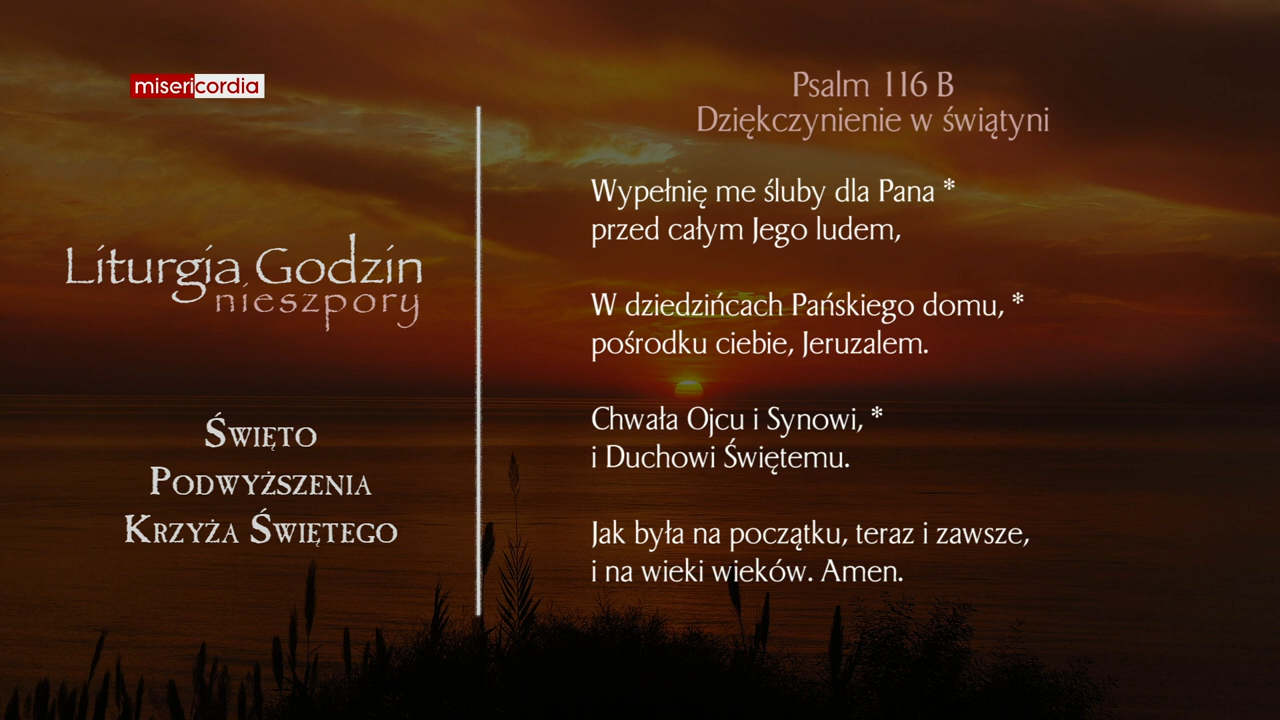 misericordia
Liturgia Godzin
nieszpory
Święto
Podwyższenia
Krzyża Świętego
Psalm 116 B
Dziękczynienie w świątyni
Wypełnię me śluby dla Pana *
przed całym Jego ludem,
W dziedzińcach Pańskiego domu, *
pośrodku ciebie, Jeruzalem.
Chwała Ojcu i Synowi, *
i Duchowi Świętemu.
Jak była na początku, teraz i zawsze,
i na wieki wieków. Amen.